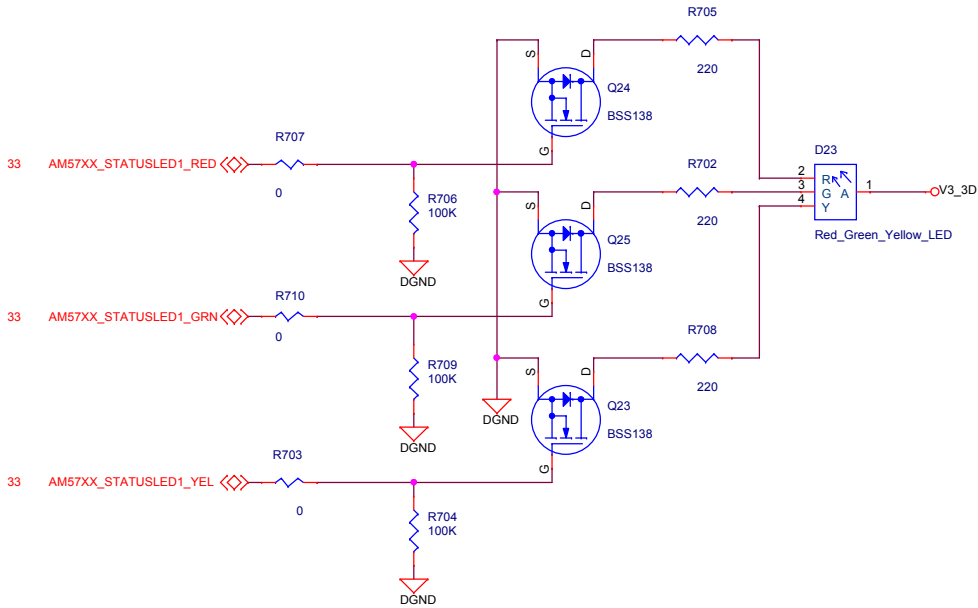 R705
220
S
D
Q24
BSS138
G
R707
33 AM57XX_STATUSLED1_RED
0
R706
100K
DGND
R702
220
S
D
Q25
BSS138
G
D23
2
3
4
R
G A
Y
1
V3_3D
Red_Green_Yellow_LED
R710
33 AM57XX_STATUSLED1_GRN
0
R709
100K
DGND
R708
220
S
D
DGND
Q23
BSS138
G
R703
33 AM57XX_STATUSLED1_YEL
0
R704
100K
DGND